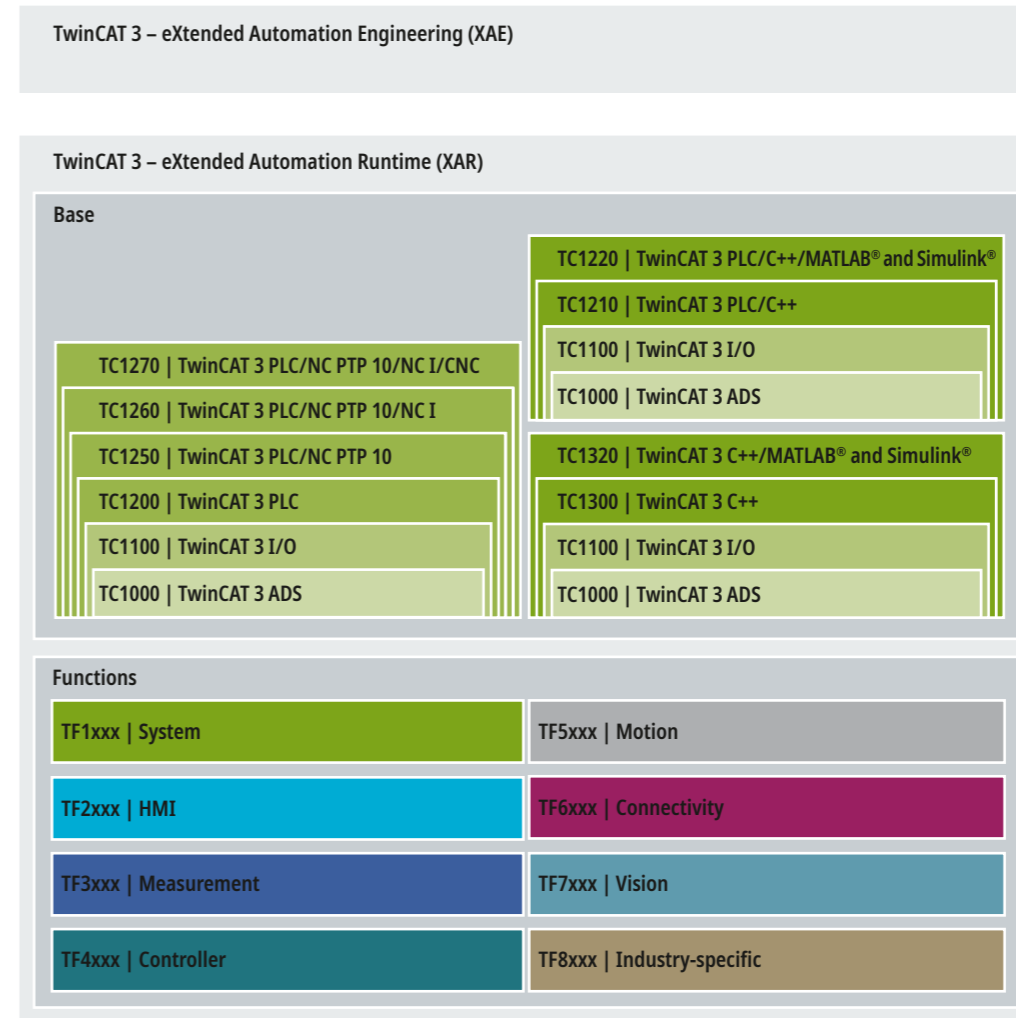 TwinCAT 3 – eXtended Automation Engineering (XAE)
TwinCAT 3 – eXtended Automation Runtime (XAR)
Base
TC1270 | TwinCAT 3 PLC/NC PTP 10/NC I/CNC
TC1260 | TwinCAT 3 PLC/NC PTP 10/NC I
TC1250 | TwinCAT 3 PLC/NC PTP 10
TC1200 | TwinCAT 3 PLC
TC1100 | TwinCAT 3 I/O
TC1000 | TwinCAT 3 ADS
TC1220 | TwinCAT 3 PLC/C++/MATLAB® and Simulink®
TC1210 | TwinCAT 3 PLC/C++
TC1100 | TwinCAT 3 I/O
TC1000 | TwinCAT 3 ADS
TC1320 | TwinCAT 3 C++/MATLAB® and Simulink®
TC1300 | TwinCAT 3 C++
TC1100 | TwinCAT 3 I/O
TC1000 | TwinCAT 3 ADS
Functions
TF1xxx | System
TF2xxx | HMI
TF3xxx | Measurement
TF4xxx | Controller
TF5xxx | Motion
TF6xxx | Connectivity
TF7xxx | Vision
TF8xxx | Industry-specific